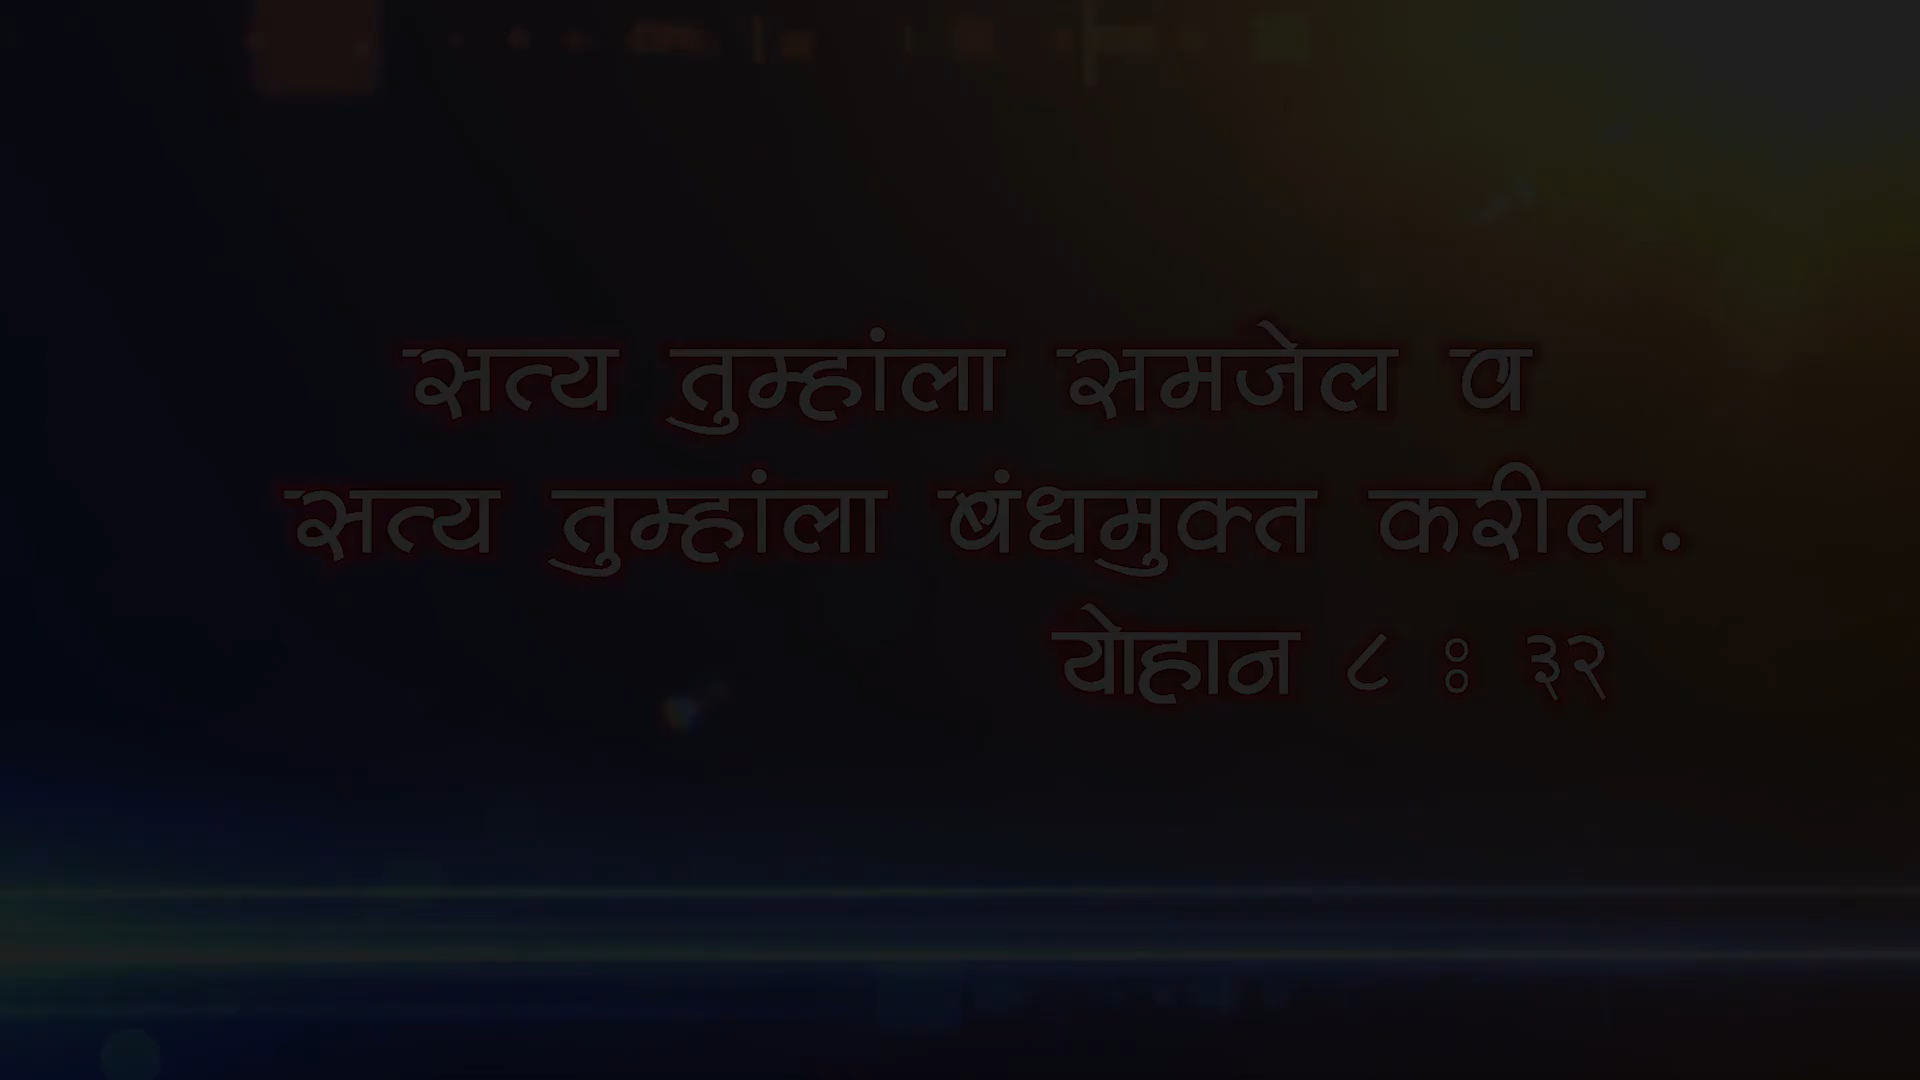 सत्य तुम्हांला समजेल व
सत्य तुम्हांला बंधमुक्त करील.
योहान ८ : ३२